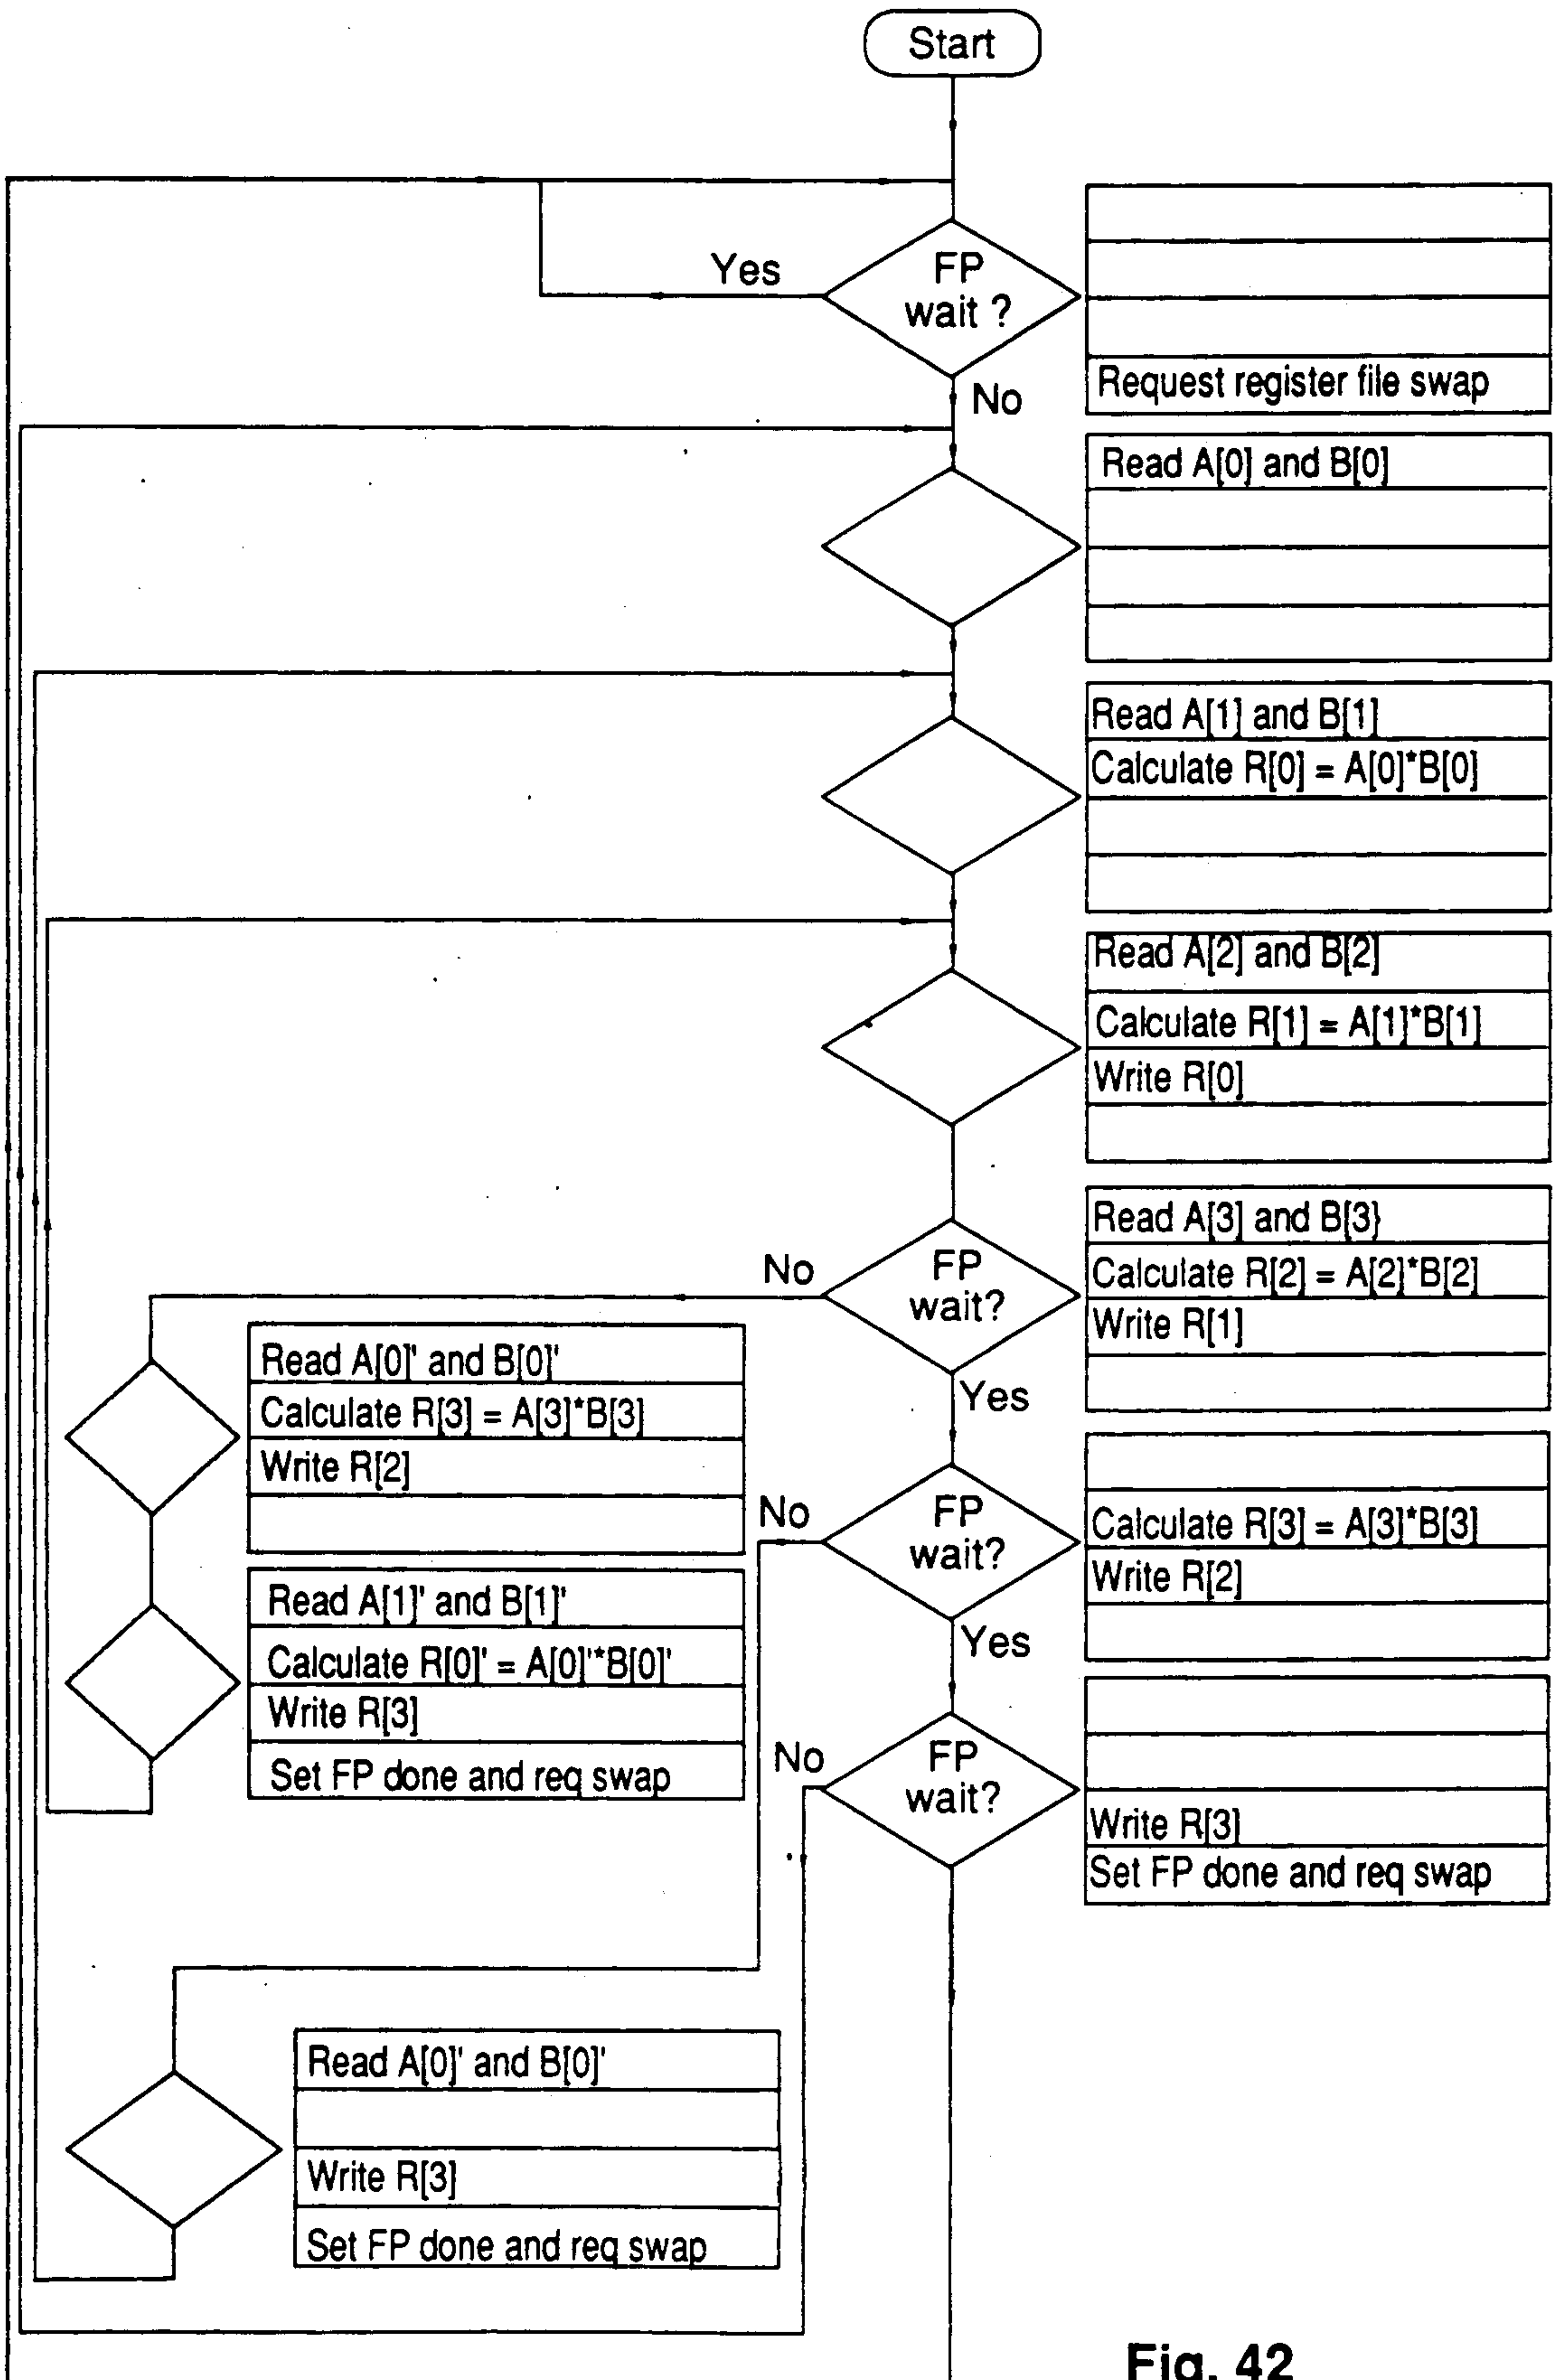 Start
Yes
FP
wait ?
No
Request register file swap
Read A[0] and B[0]
Read A[1] and B[1]
Calculate R[0] = A[0]*B[0]
Read A[2] and B[2]
Calculate R[1] = A[1]*B[1]
Write R[0]
No
FP
wait?
Yes
Read A[3] and B[3}
Calculate R[2] = A[2]*B[2]
Write R[1]
Read A[0]' and B[0]'
Calculate R[3] = A[3]*B[3]
Write R[2]
No
FP
wait?
Yes
Calculate R[3] = A[3]*B[3]
Write R[2]
Read A[1]' and B[1]'
Calculate R[0]' = A[0]'*B[0]'
Write R[3]
Set FP done and req swap
No
FP
wait?
Write R[3]
Set FP done and req swap
Read A[0]' and B[0]'
Write R[3]
Set FP done and req swap
Fig. 42